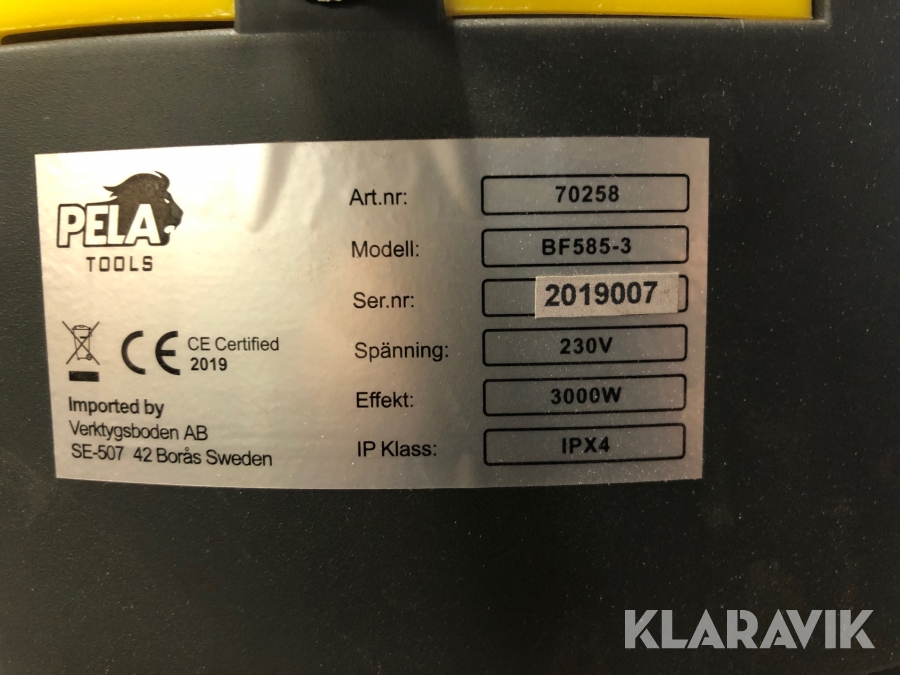 PELA
TOOLS
CE CE Certified
2019
Imported by
Verktygsboden AB
SE-507 42 Borås Sweden
Art.nr: 70258
Modell: BF585-3
Ser.nr: 2019007
Spänning: 230V
Effekt: 3000W
IP Klass: IPX4
KLARAVIK